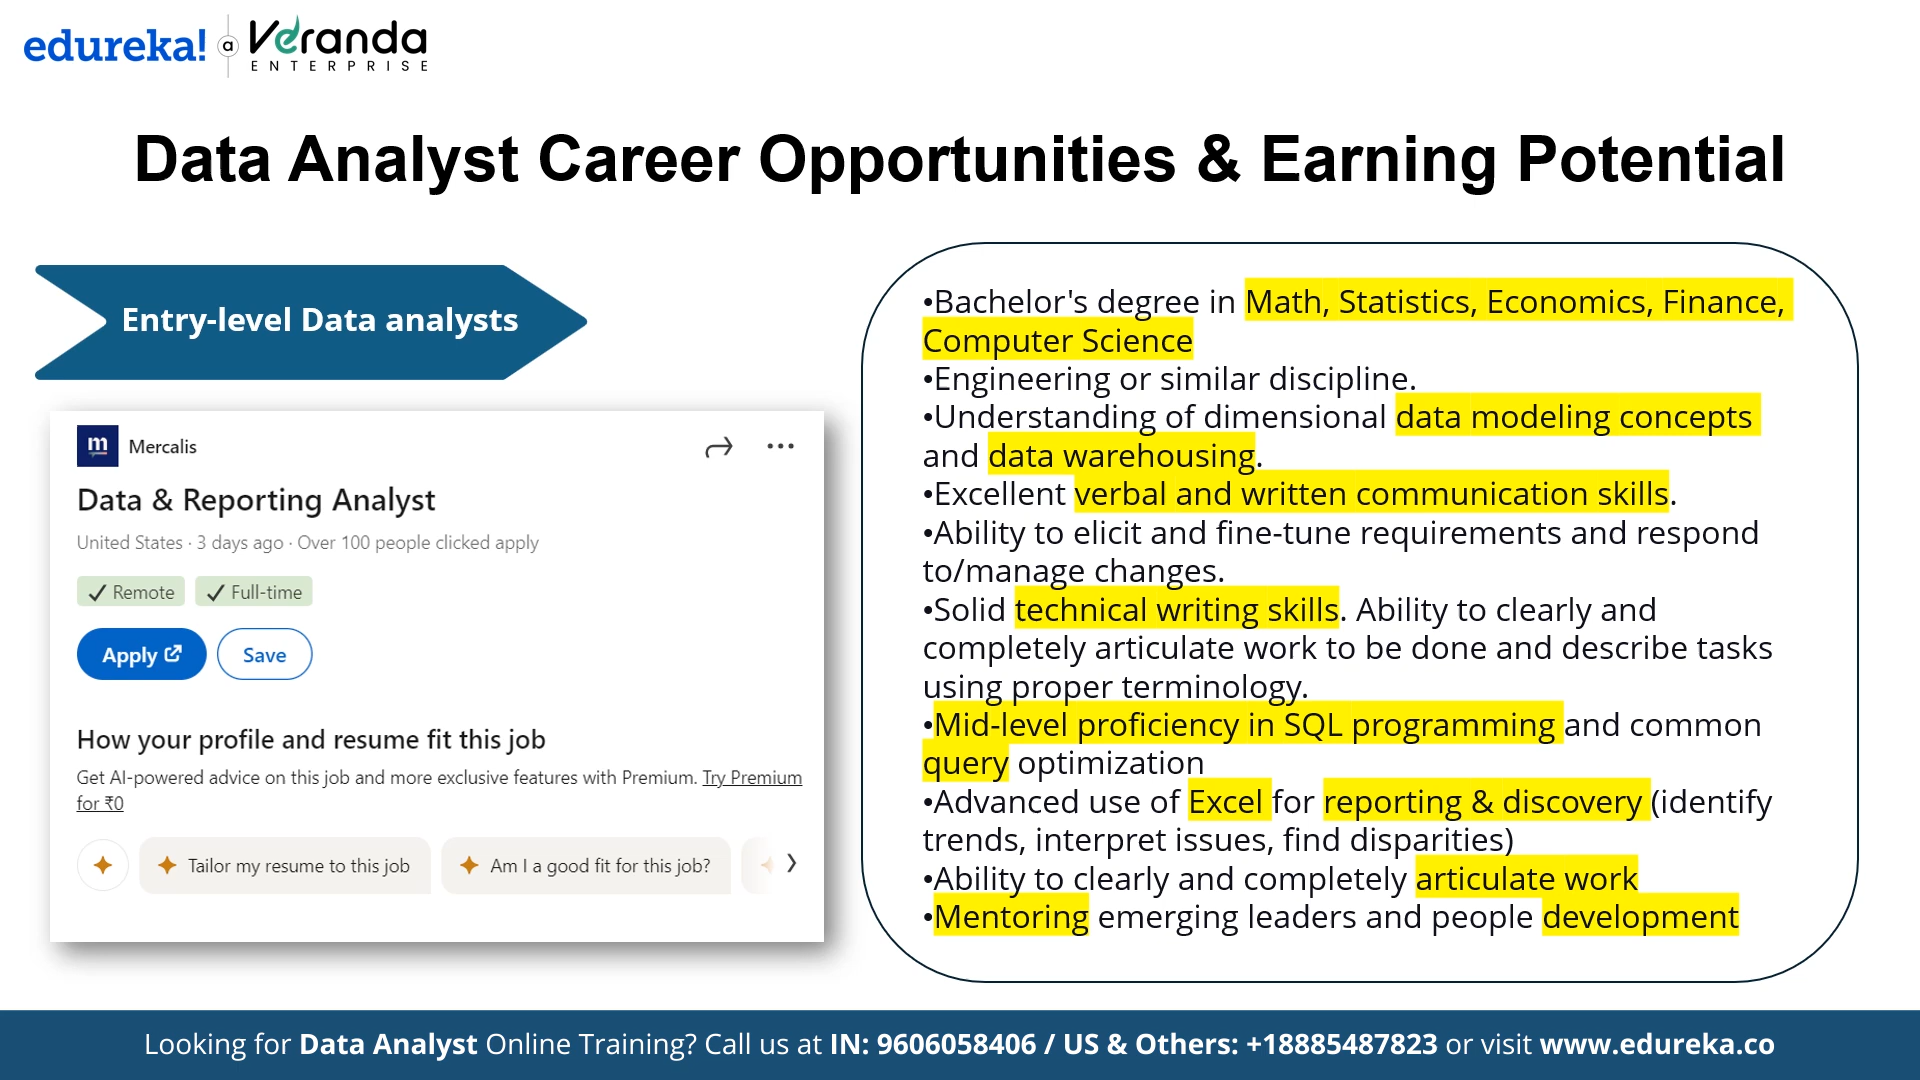 edureka! a Veranda
ENTERPRISE
Data Analyst Career Opportunities & Earning Potential
Entry-level Data analysts
m Mercalis
Data & Reporting Analyst
United States · 3 days ago · Over 100 people clicked apply
Remote Full-time
Apply Save
How your profile and resume fit this job
Get AI-powered advice on this job and more exclusive features with Premium. Try Premium
for ₹0
Tailor my resume to this job Am I a good fit for this job?
•Bachelor's degree in Math, Statistics, Economics, Finance,
Computer Science
•Engineering or similar discipline.
•Understanding of dimensional data modeling concepts
and data warehousing.
•Excellent verbal and written communication skills.
•Ability to elicit and fine-tune requirements and respond
to/manage changes.
•Solid technical writing skills. Ability to clearly and
completely articulate work to be done and describe tasks
using proper terminology.
•Mid-level proficiency in SQL programming and common
query optimization
•Advanced use of Excel for reporting & discovery (identify
trends, interpret issues, find disparities)
•Ability to clearly and completely articulate work
•Mentoring emerging leaders and people development
Looking for Data Analyst Online Training? Call us at IN: 9606058406 / US & Others: +18885487823 or visit www.edureka.co